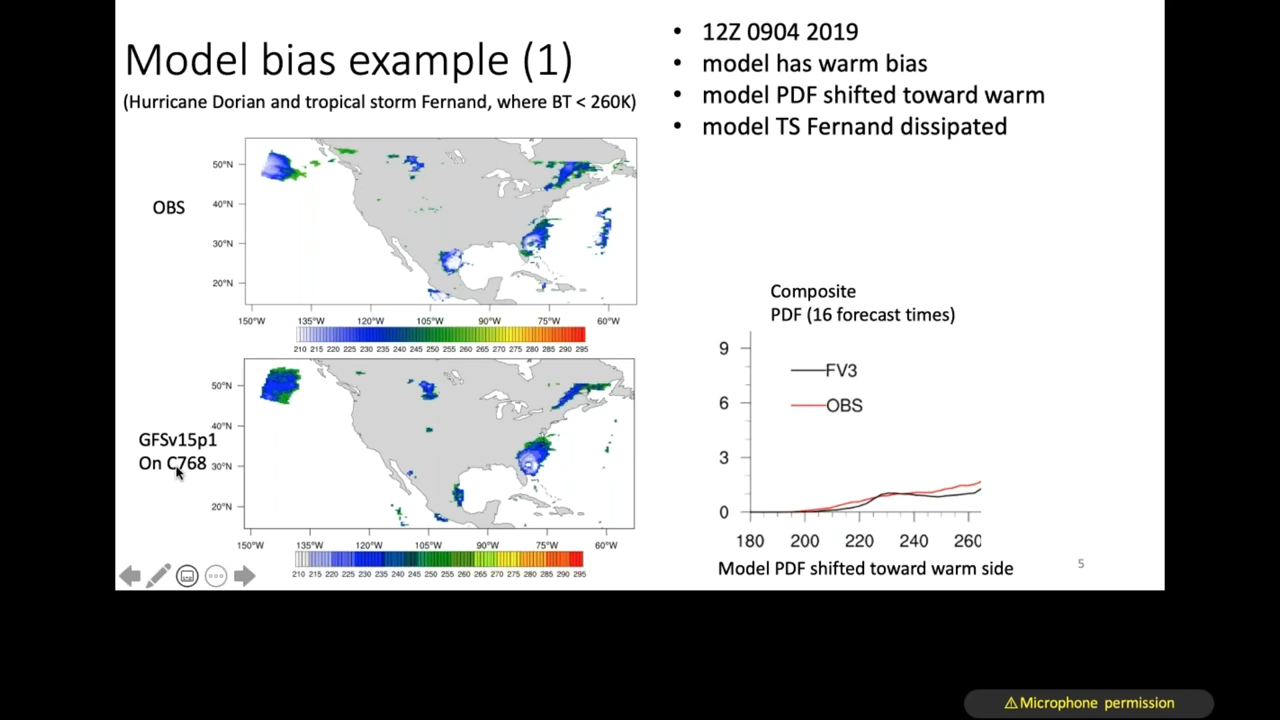 Model bias example (1)
(Hurricane Dorian and tropical storm Fernand, where BT < 260K)
• 12Z 0904 2019
• model has warm bias
• model PDF shifted toward warm
• model TS Fernand dissipated
OBS
50°N
40°N
30°N
20°N
150°W 135°W 120°W 105°W 90°W 75°W 60°W
210 215 220 225 230 235 240 245 250 255 260 265 270 275 280 285 290 295
GFSv15p1
On C768
50°N
40°N
30°N
20°N
150°W 135°W 120°W 105°W 90°W 75°W 60°W
210 215 220 225 230 235 240 245 250 255 260 265 270 275 280 285 290 295
Composite
PDF (16 forecast times)
9
6
3
0
FV3
OBS
180 200 220 240 260
Model PDF shifted toward warm side
5
⚠Microphone permission